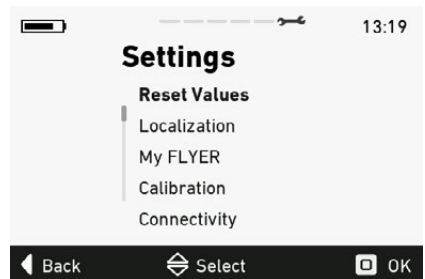 13:19
Settings
Reset Values
Localization
My FLYER
Calibration
Connectivity
Back Select OK